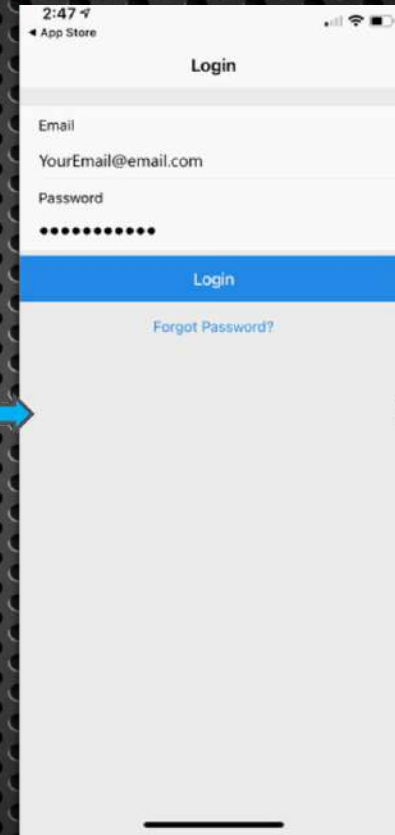 2:47
◀ App Store
Login
Email
YourEmail@email.com
Password
●●●●●●●●●●●
Login
Forgot Password?